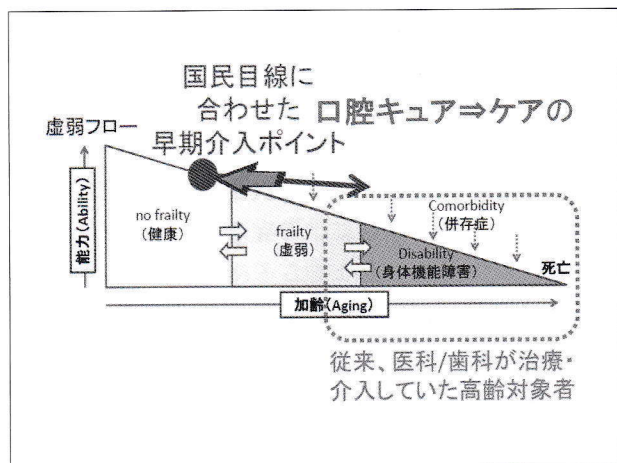 国民目線に
合わせた 口腔キュア⇒ケアの
早期介入ポイント
虚弱フロー
能力(Ability)
no frailty
(健康)
frailty
(虚弱)
Comorbidity
(併存症)
Disability
(身体機能障害)
死亡
加齢(Aging)
従来、医科/歯科が治療・
介入していた高齢対象者